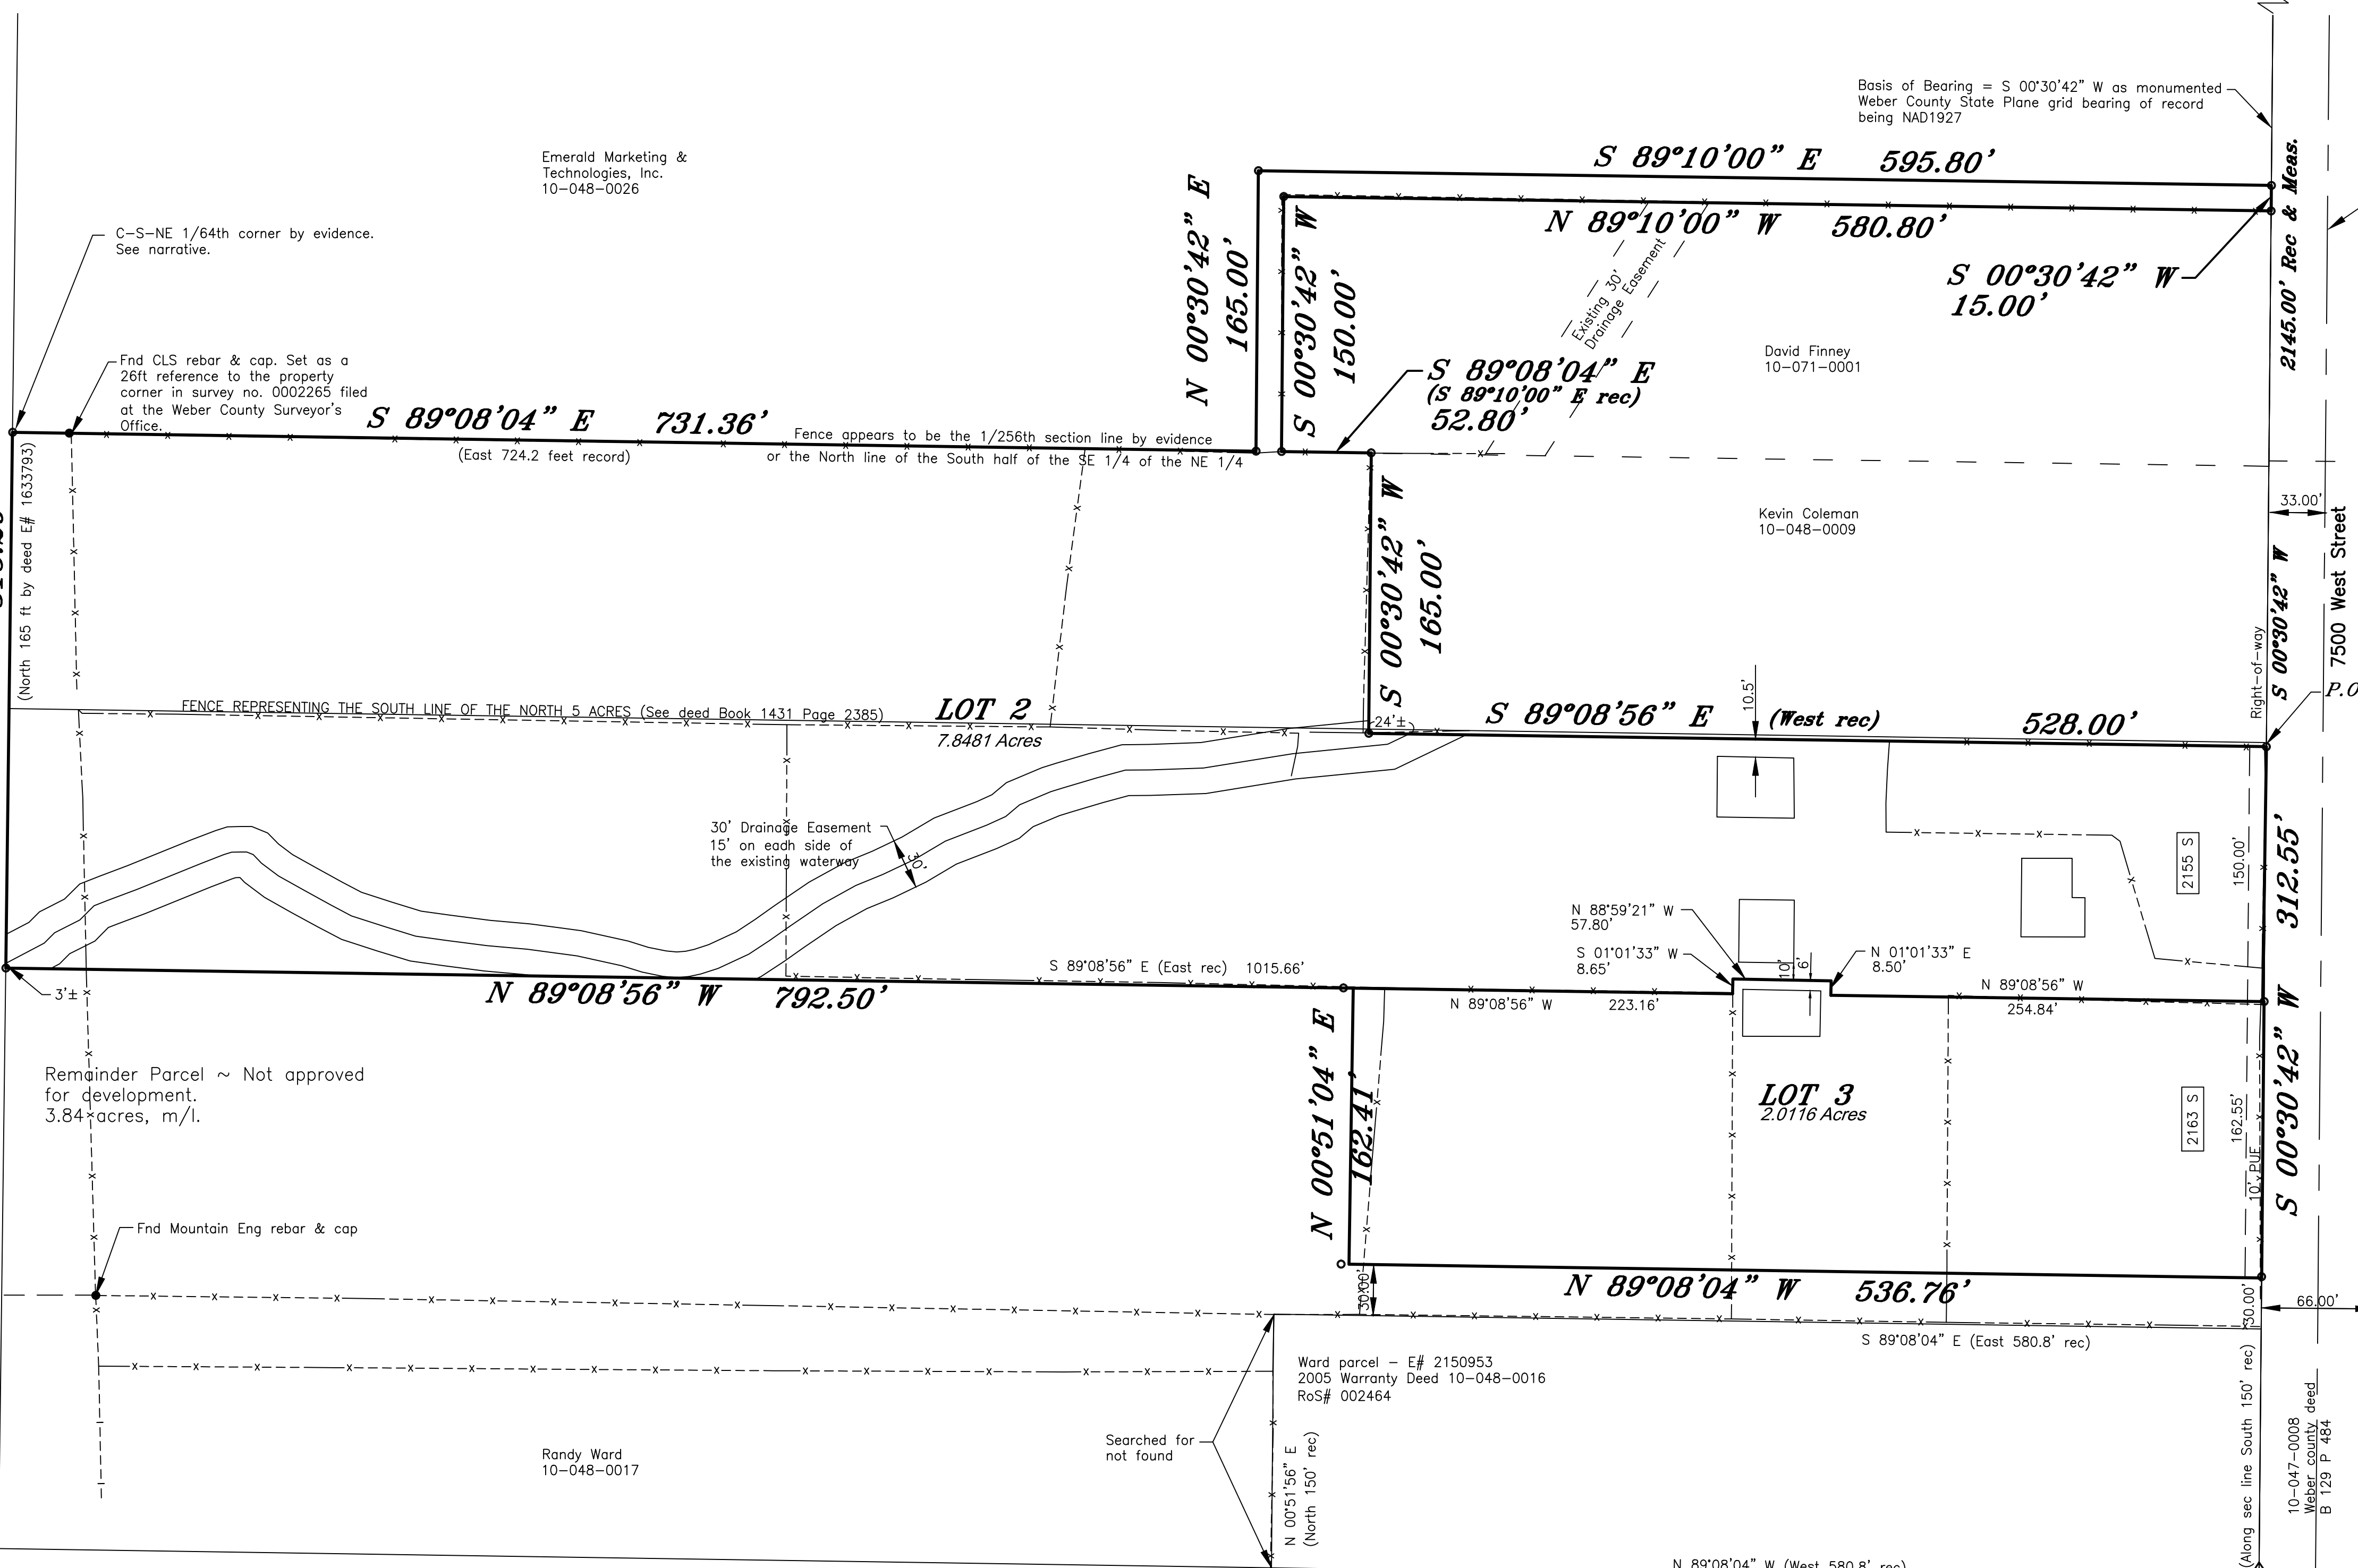 Basis of Bearing = S 00°30'42" W as monumented
Weber County State Plane grid bearing of record
being NAD1927
Emerald Marketing &
Technologies, Inc.
10-048-0026
S 89°10'00" E 595.80'
N 89°10'00" W 580.80'
S 00°30'42" W
15.00'
2145.00' Rec & Meas.
N 00°30'42" E
165.00'
S 00°30'42" W
150.00'
Existing 30'
Drainage Easement
C-S-NE 1/64th corner by evidence.
See narrative.
David Finney
10-071-0001
Fnd CLS rebar & cap. Set as a
26ft reference to the property
corner in survey no. 0002265 filed
at the Weber County Surveyor's
Office.
S 89°08'04" E 731.36'
(East 724.2 feet record)
Fence appears to be the 1/256th section line by evidence
or the North line of the South half of the SE 1/4 of the NE 1/4
S 89°08'04" E
(S 89°10'00" E rec)
52.80'
(North 165 ft by deed E# 1633793)
Kevin Coleman
10-048-0009
33.00'
7500 West Street
S 00°30'42" W
165.00'
S 00°30'42" W
Right-of-way
FENCE REPRESENTING THE SOUTH LINE OF THE NORTH 5 ACRES (See deed Book 1431 Page 2385)
LOT 2
7.8481 Acres
24'±
S 89°08'56" E (West rec) 528.00'
10.5'
P.O
30' Drainage Easement
15' on each side of
the existing waterway
30'
2155 S
150.00'
312.55'
N 88°59'21" W
57.80'
S 01°01'33" W
8.65'
10'
6'
N 01°01'33" E
8.50'
S 89°08'56" E (East rec) 1015.66'
3'±
N 89°08'56" W 792.50'
N 89°08'56" W 223.16'
N 89°08'56" W
254.84'
N 00°51'04" E
162.41'
S 00°30'42" W
Remainder Parcel ~ Not approved
for development.
3.84 acres, m/l.
LOT 3
2.0116 Acres
2163 S
162.55'
10' PUE
Fnd Mountain Eng rebar & cap
N 89°08'04" W 536.76'
30.00'
30.00'
66.00'
S 89°08'04" E (East 580.8' rec)
Ward parcel - E# 2150953
2005 Warranty Deed 10-048-0016
RoS# 002464
Searched for
not found
Randy Ward
10-048-0017
N 00°51'56" E
(North 150' rec)
(Along sec line South 150' rec)
10-047-0008
Weber county deed
B 129 P 484
N 89°08'04" W (West 580.8' rec)